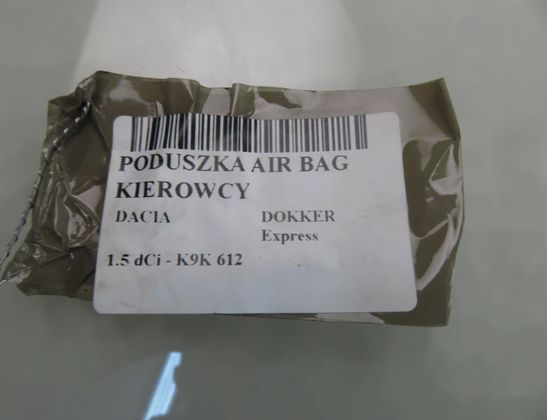 PODUSZKA AIR BAG
KIEROWCY
DACIA DOKKER
Express
1.5 dCi - K9K 612